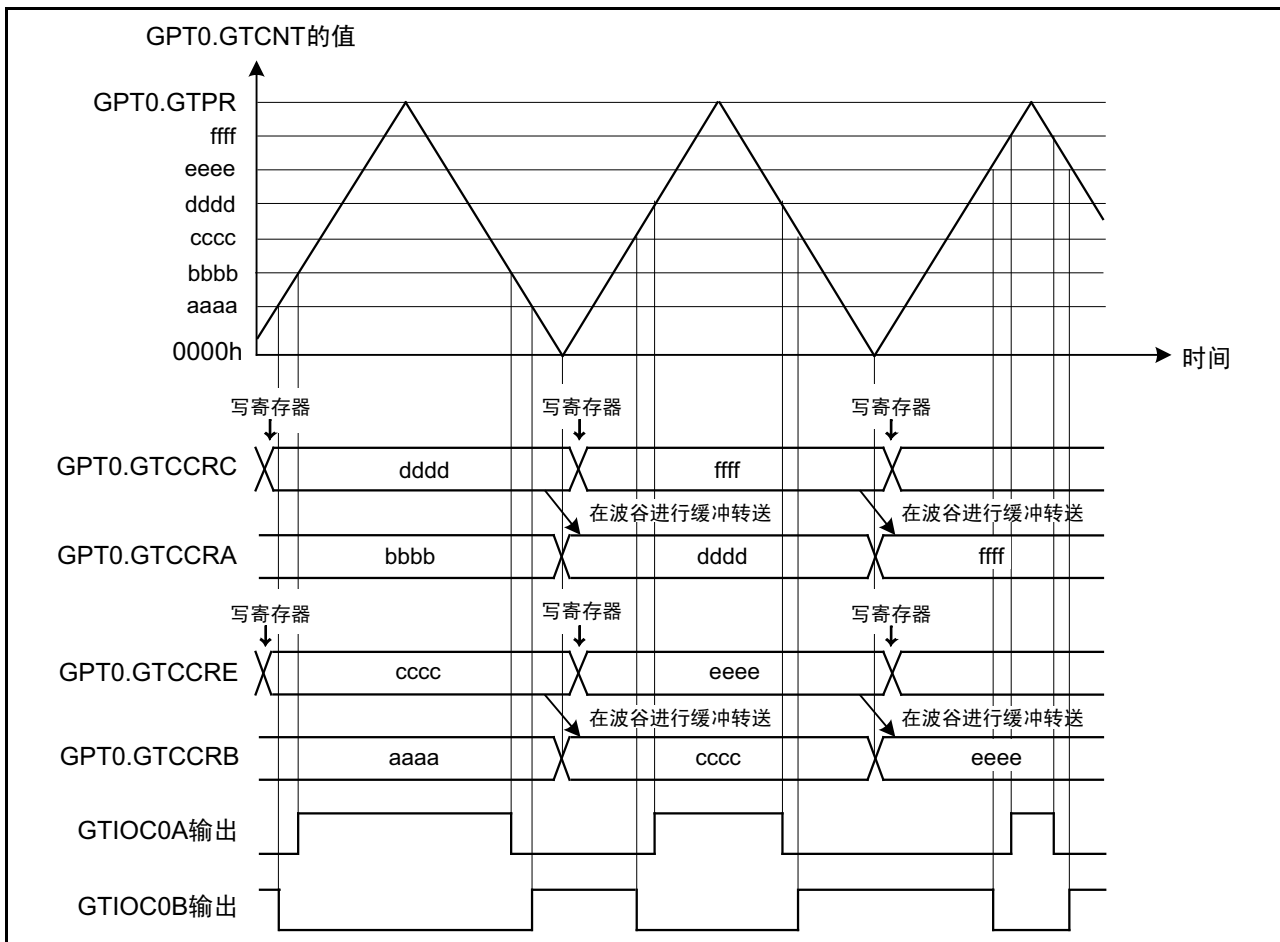 GPT0.GTCNT的值
GPT0.GTPR
ffff
eeee
dddd
cccc
bbbb
aaaa
0000h
时间
写寄存器 写寄存器 写寄存器
GPT0.GTCCRC dddd ffff
在波谷进行缓冲转送 在波谷进行缓冲转送
GPT0.GTCCRA bbbb dddd ffff
写寄存器 写寄存器 写寄存器
GPT0.GTCCRE cccc eeee
在波谷进行缓冲转送 在波谷进行缓冲转送
GPT0.GTCCRB aaaa cccc eeee
GTIOC0A输出
GTIOC0B输出